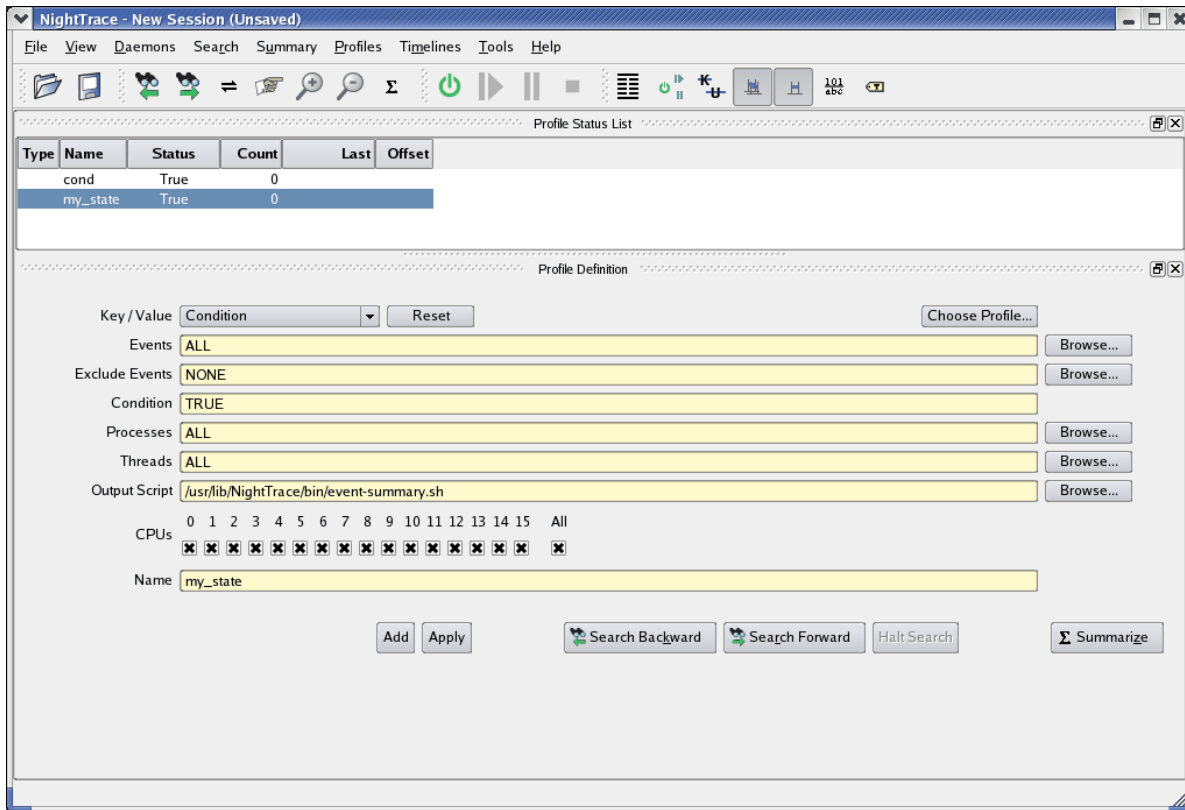 NightTrace - New Session (Unsaved)
File View Daemons Search Summary Profiles Timelines Tools Help
Σ K U 101 abc T
Profile Status List
Type Name Status Count Last Offset
cond True 0
my_state True 0
Profile Definition
Key / Value Condition Reset Choose Profile...
Events ALL Browse...
Exclude Events NONE Browse...
Condition TRUE
Processes ALL Browse...
Threads ALL Browse...
Output Script /usr/lib/NightTrace/bin/event-summary.sh Browse...
0 1 2 3 4 5 6 7 8 9 10 11 12 13 14 15 All
CPUs
Name my_state
Add Apply Search Backward Search Forward Halt Search Σ Summarize